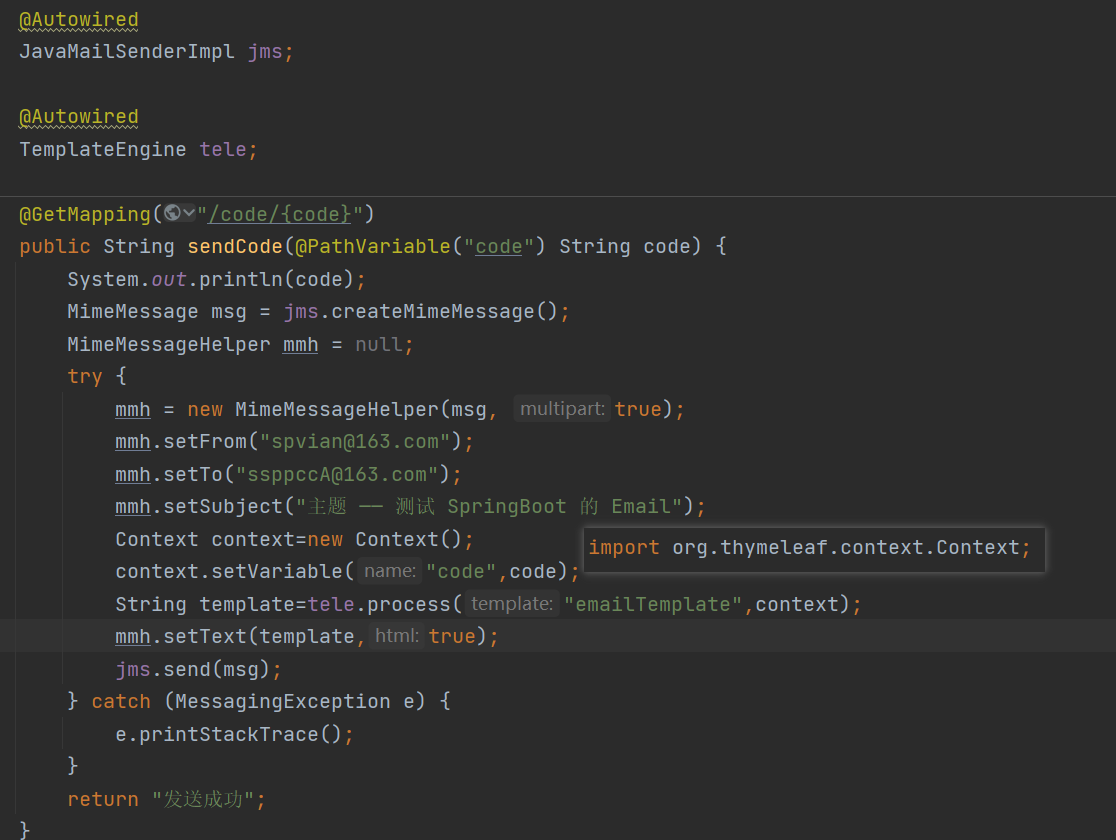 @Autowired
JavaMailSenderImpl jms;
@Autowired
TemplateEngine tele;
@GetMapping("/code/{code}")
public String sendCode(@PathVariable("code") String code) {
System.out.println(code);
MimeMessage msg = jms.createMimeMessage();
MimeMessageHelper mmh = null;
try {
mmh = new MimeMessageHelper(msg, multipart: true);
mmh.setFrom("spvian@163.com");
mmh.setTo("ssppccA@163.com");
mmh.setSubject("主题 —— 测试 SpringBoot 的 Email");
Context context=new Context();
import org.thymeleaf.context.Context;
context.setVariable( name: "code",code);
String template=tele.process( template: "emailTemplate",context);
mmh.setText(template, html: true);
jms.send(msg);
} catch (MessagingException e) {
e.printStackTrace();
}
return "发送成功";
}